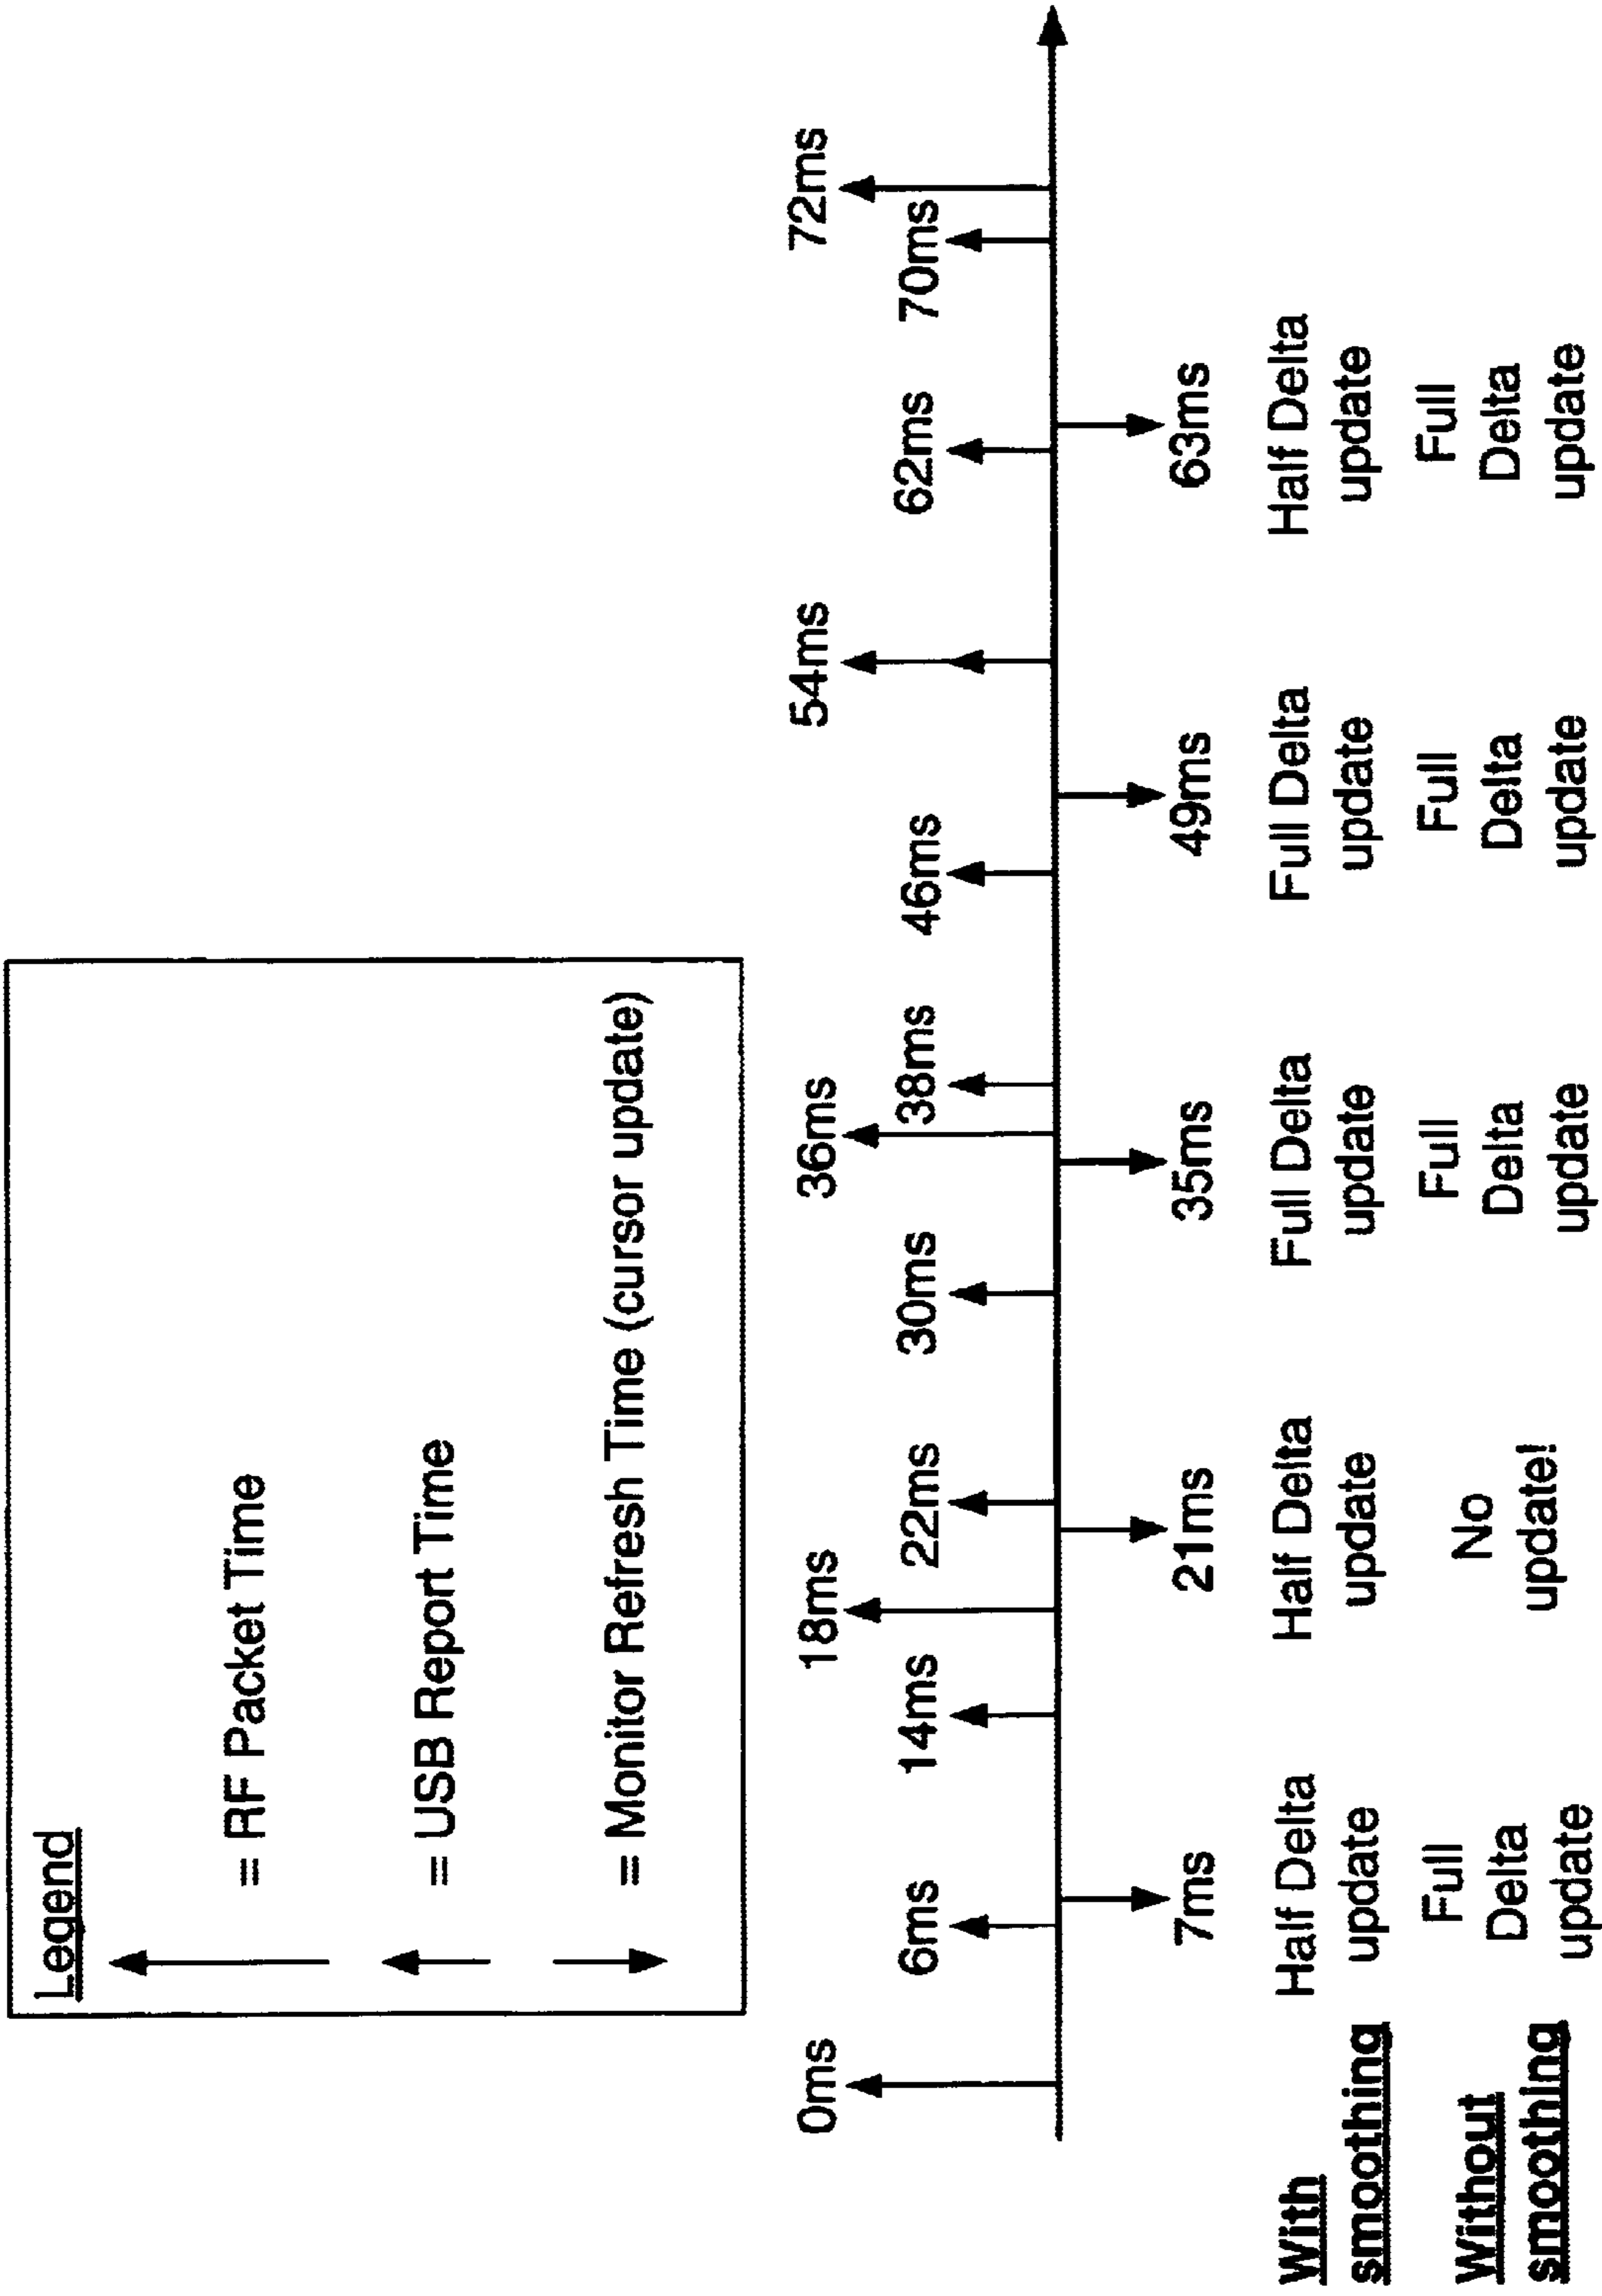 Legend
= RF Packet Time
= USB Report Time
= Monitor Refresh Time (cursor update)
0ms
18ms
36ms
54ms
72ms
6ms
14ms
22ms
30ms
38ms
46ms
62ms
70ms
7ms
21ms
35ms
49ms
63ms
With
smoothing
Half Delta
update
Half Delta
update
Full Delta
update
Full Delta
update
Half Delta
update
Without
smoothing
Full
Delta
update
No
update!
Full
Delta
update
Full
Delta
update
Full
Delta
update